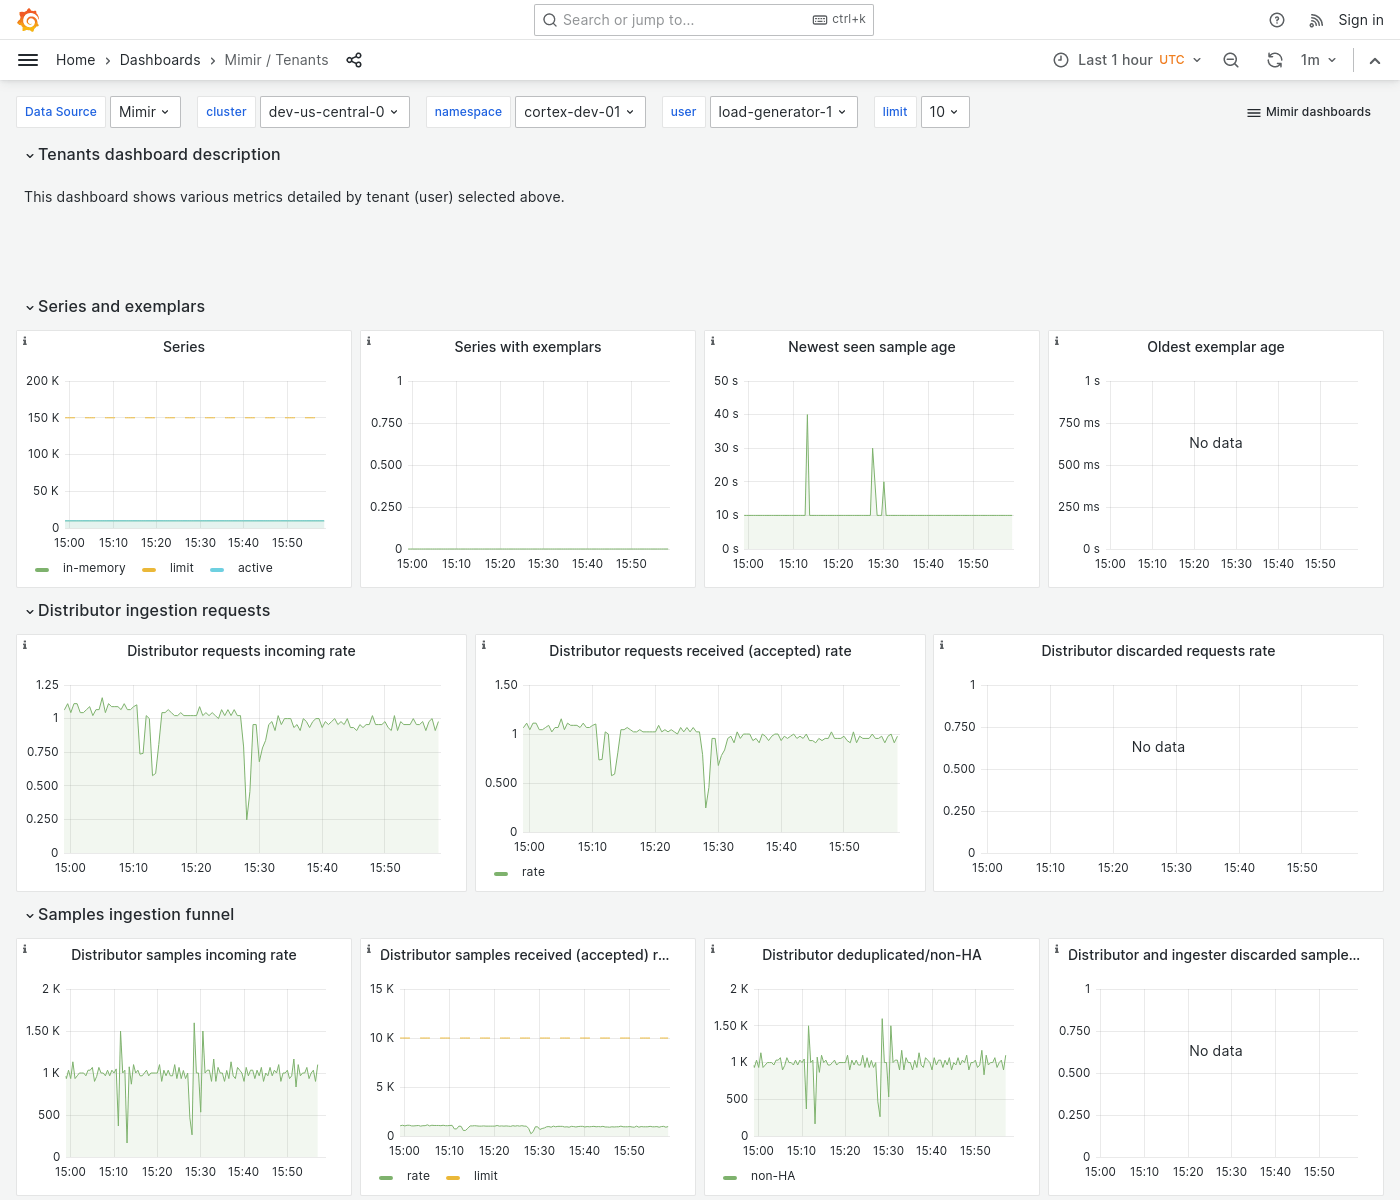 Search or jump to...
ctrl+k
Sign in
Home › Dashboards › Mimir / Tenants
Last 1 hour UTC
1m
Data Source Mimir
cluster dev-us-central-0
namespace cortex-dev-01
user load-generator-1
limit 10
Mimir dashboards
Tenants dashboard description
This dashboard shows various metrics detailed by tenant (user) selected above.
Series and exemplars
Series
200 K
150 K
100 K
50 K
0
15:00 15:10 15:20 15:30 15:40 15:50
in-memory limit active
Series with exemplars
1
0.750
0.500
0.250
0
15:00 15:10 15:20 15:30 15:40 15:50
Newest seen sample age
50 s
40 s
30 s
20 s
10 s
0 s
15:00 15:10 15:20 15:30 15:40 15:50
Oldest exemplar age
1 s
750 ms
500 ms
250 ms
0 s
No data
15:00 15:10 15:20 15:30 15:40 15:50
Distributor ingestion requests
Distributor requests incoming rate
1.25
1
0.750
0.500
0.250
0
15:00 15:10 15:20 15:30 15:40 15:50
Distributor requests received (accepted) rate
1.50
1
0.500
0
15:00 15:10 15:20 15:30 15:40 15:50
rate
Distributor discarded requests rate
1
0.750
0.500
0.250
0
No data
15:00 15:10 15:20 15:30 15:40 15:50
Samples ingestion funnel
Distributor samples incoming rate
2 K
1.50 K
1 K
500
0
15:00 15:10 15:20 15:30 15:40 15:50
Distributor samples received (accepted) r...
15 K
10 K
5 K
0
15:00 15:10 15:20 15:30 15:40 15:50
rate limit
Distributor deduplicated/non-HA
2 K
1.50 K
1 K
500
0
15:00 15:10 15:20 15:30 15:40 15:50
non-HA
Distributor and ingester discarded sample...
1
0.750
0.500
0.250
0
No data
15:00 15:10 15:20 15:30 15:40 15:50